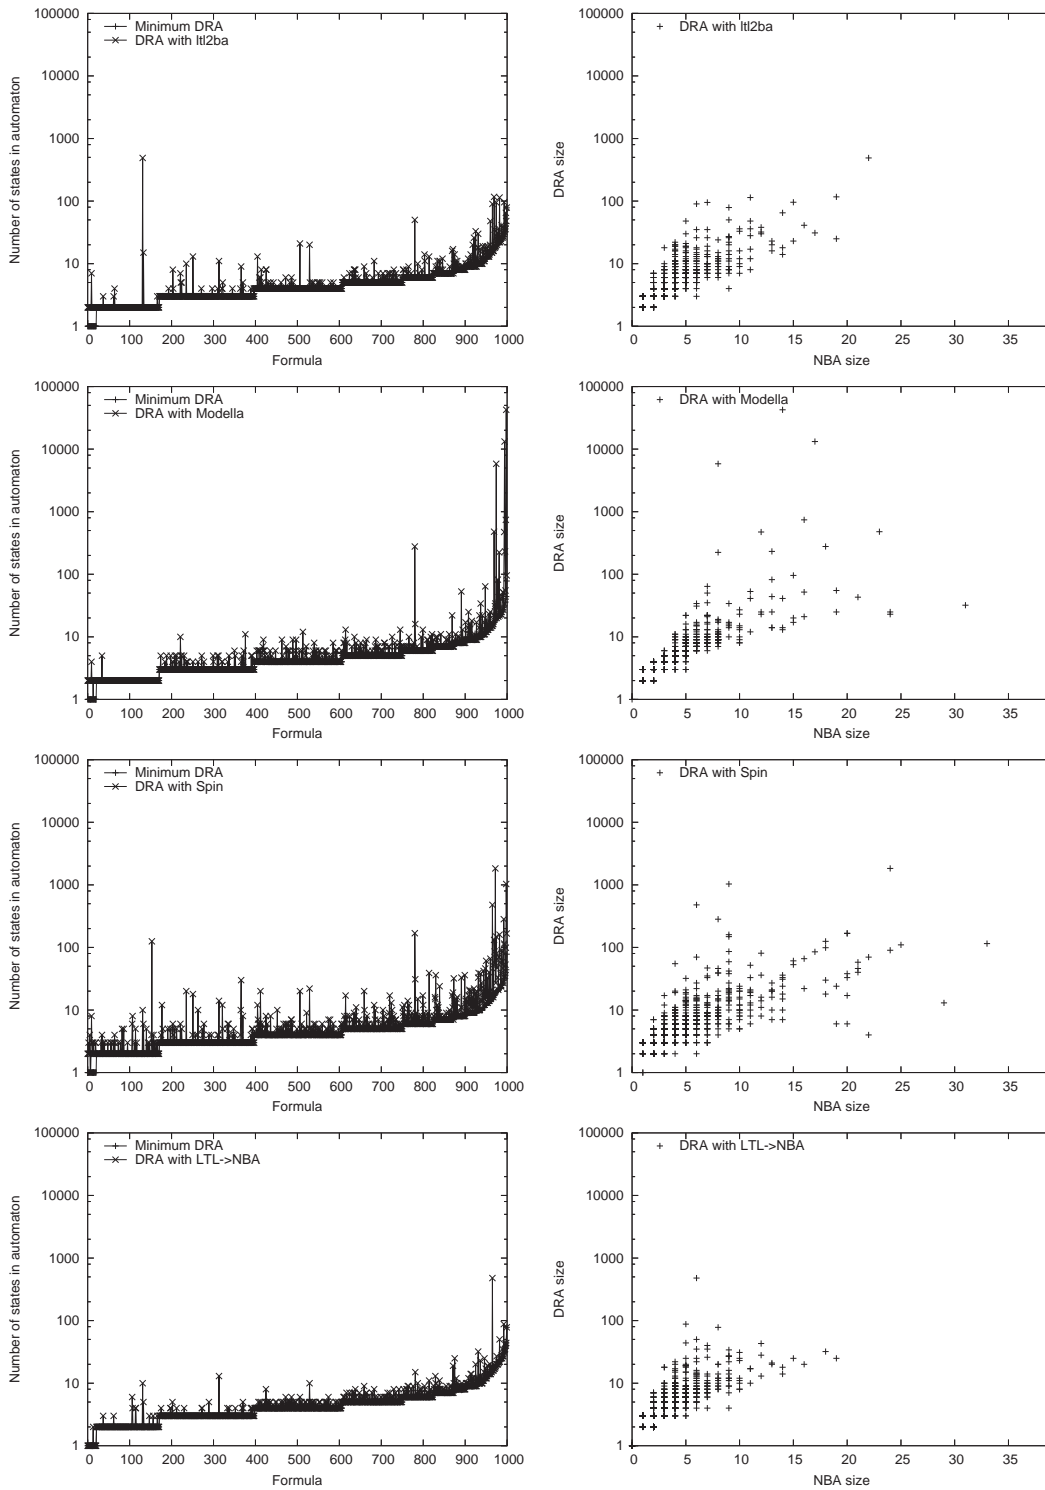 100000
10000
1000
100
10
1
Number of states in automaton
Minimum DRA
DRA with ltl2ba
0 100 200 300 400 500 600 700 800 900 1000
Formula
100000
10000
1000
100
10
1
DRA size
DRA with ltl2ba
0 5 10 15 20 25 30 35
NBA size
100000
10000
1000
100
10
1
Number of states in automaton
Minimum DRA
DRA with Modella
0 100 200 300 400 500 600 700 800 900 1000
Formula
100000
10000
1000
100
10
1
DRA size
DRA with Modella
0 5 10 15 20 25 30 35
NBA size
100000
10000
1000
100
10
1
Number of states in automaton
Minimum DRA
DRA with Spin
0 100 200 300 400 500 600 700 800 900 1000
Formula
100000
10000
1000
100
10
1
DRA size
DRA with Spin
0 5 10 15 20 25 30 35
NBA size
100000
10000
1000
100
10
1
Number of states in automaton
Minimum DRA
DRA with LTL->NBA
0 100 200 300 400 500 600 700 800 900 1000
Formula
100000
10000
1000
100
10
1
DRA size
DRA with LTL->NBA
0 5 10 15 20 25 30 35
NBA size